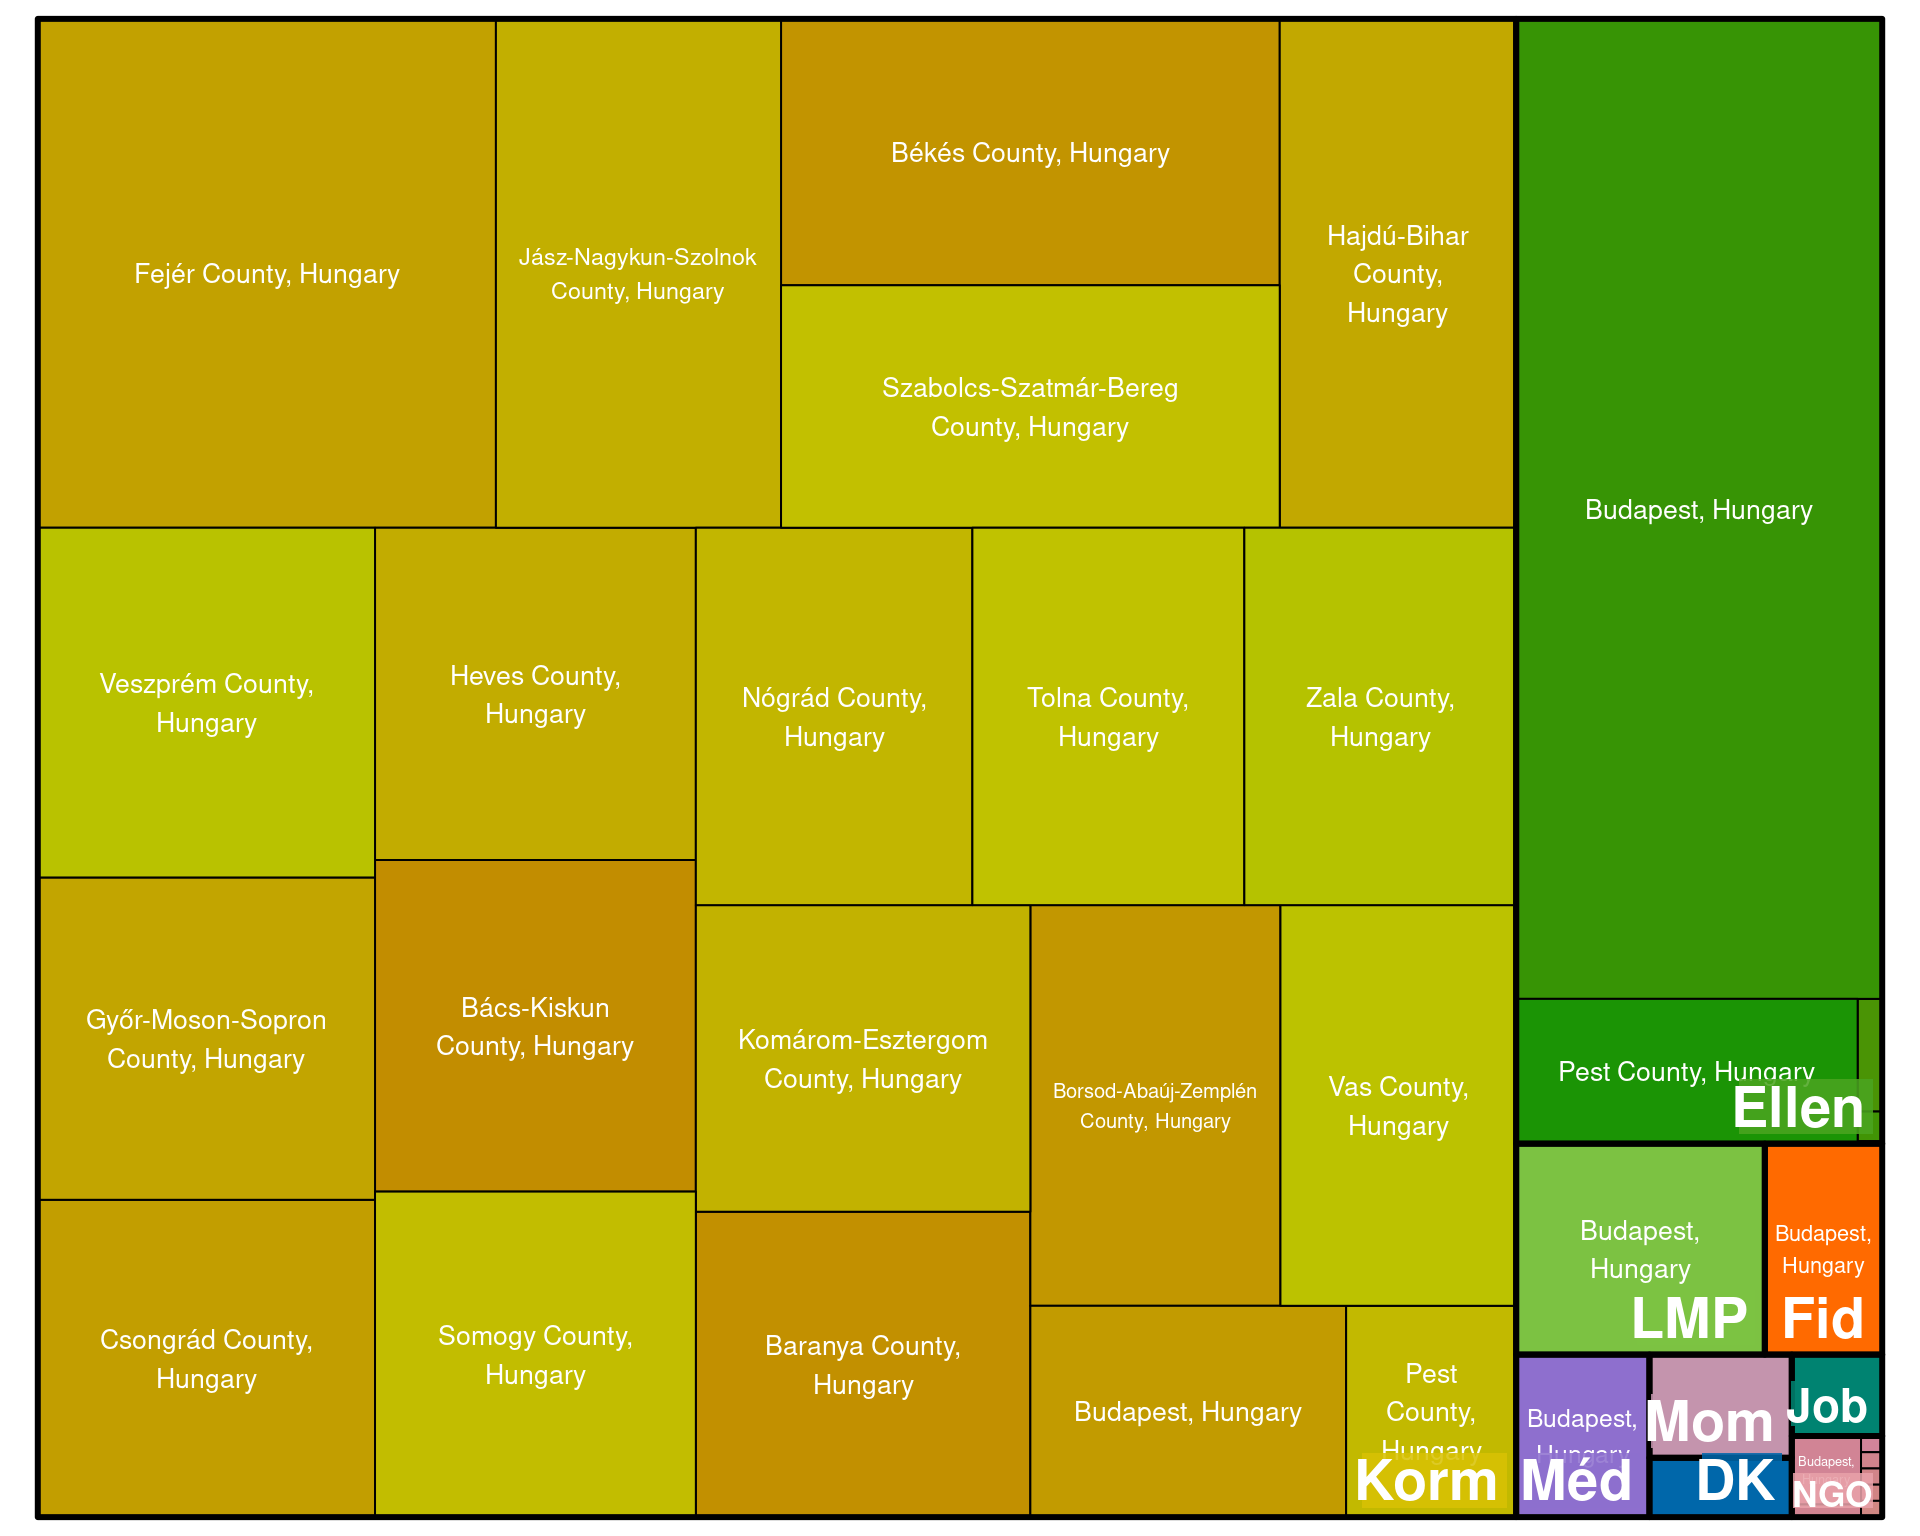 Fejér County, Hungary
Jász-Nagykun-Szolnok
County, Hungary
Békés County, Hungary
Szabolcs-Szatmár-Bereg
County, Hungary
Hajdú-Bihar
County,
Hungary
Veszprém County,
Hungary
Heves County,
Hungary
Nógrád County,
Hungary
Tolna County,
Hungary
Zala County,
Hungary
Győr-Moson-Sopron
County, Hungary
Bács-Kiskun
County, Hungary
Komárom-Esztergom
County, Hungary
Borsod-Abaúj-Zemplén
County, Hungary
Vas County,
Hungary
Csongrád County,
Hungary
Somogy County,
Hungary
Baranya County,
Hungary
Budapest, Hungary
Pest
County,
Hungary
Korm
Budapest, Hungary
Pest County, Hungary
Ellen
Budapest,
Hungary
LMP
Budapest,
Hungary
Fid
Budapest,
Hungary
Méd
Mom
DK
Job
Budapest,
NGO